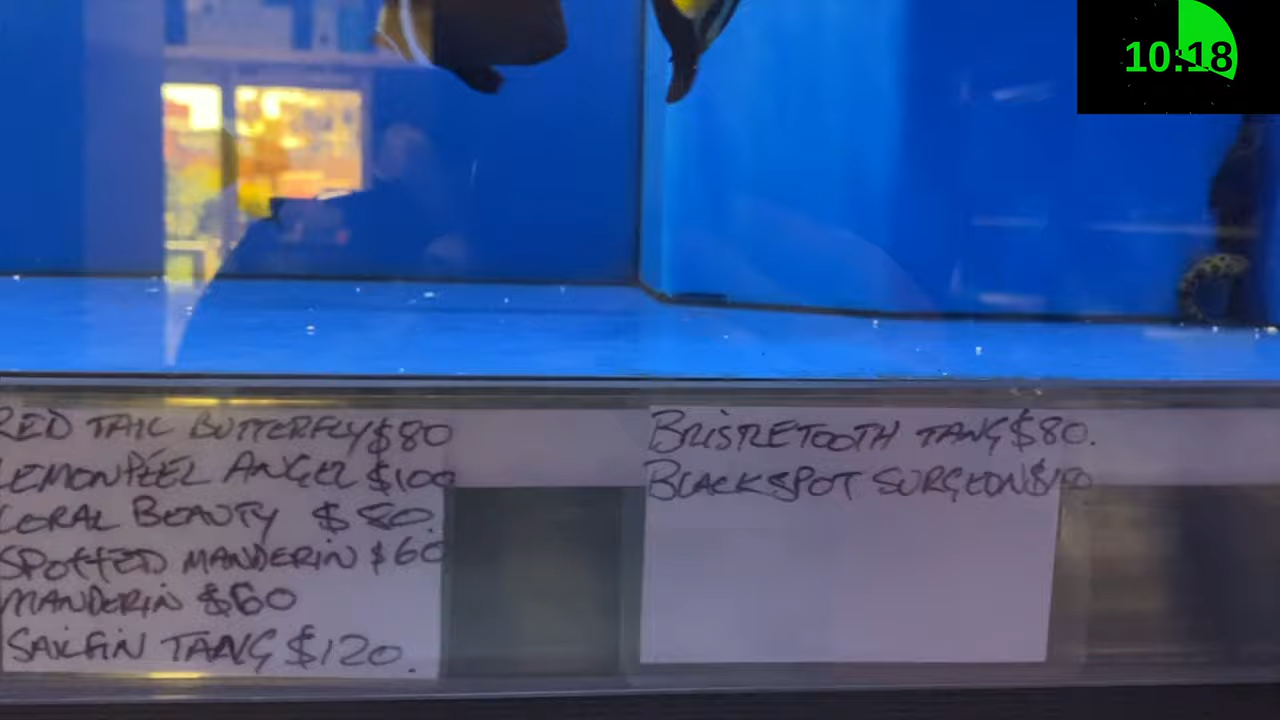 10:18
RED TAIL BUTTERFLY $80
LEMONPEEL ANGEL $100
CORAL BEAUTY $80.
SPOTTED MANDERIN $60
MANDERIN $60
SAILFIN TANG $120.
BRISTLETOOTH TANG $80.
BLACKSPOT SURGEON